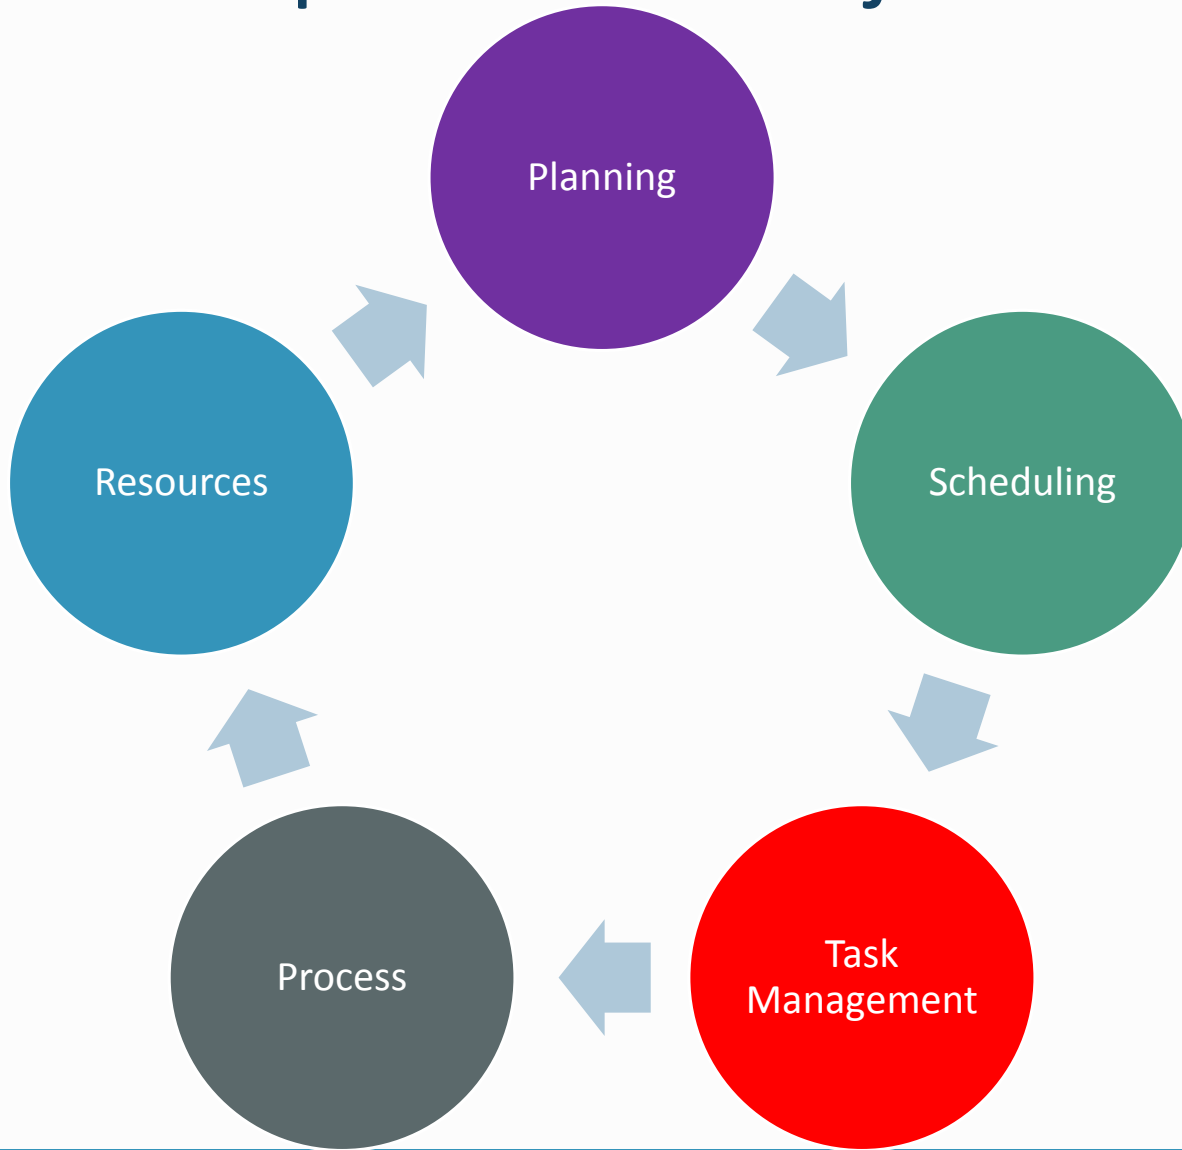 Planning
Scheduling
Task
Management
Process
Resources